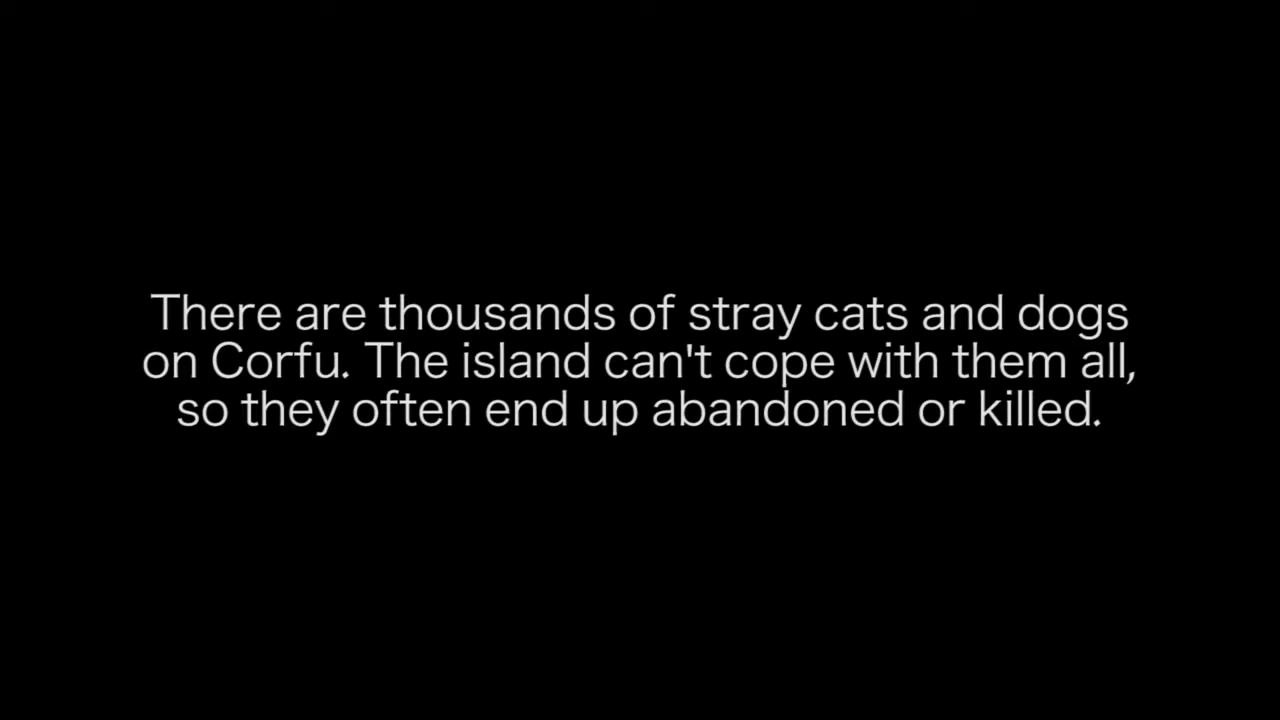 There are thousands of stray cats and dogs
on Corfu. The island can't cope with them all,
so they often end up abandoned or killed.